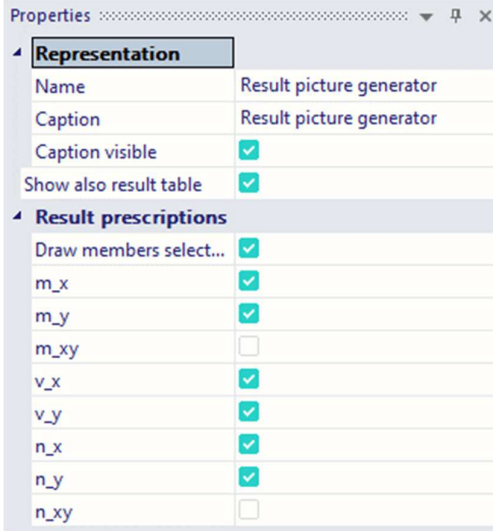 Properties
Representation
Name Result picture generator
Caption Result picture generator
Caption visible
Show also result table
Result prescriptions
Draw members select...
m_x
m_y
m_xy
v_x
v_y
n_x
n_y
n_xy